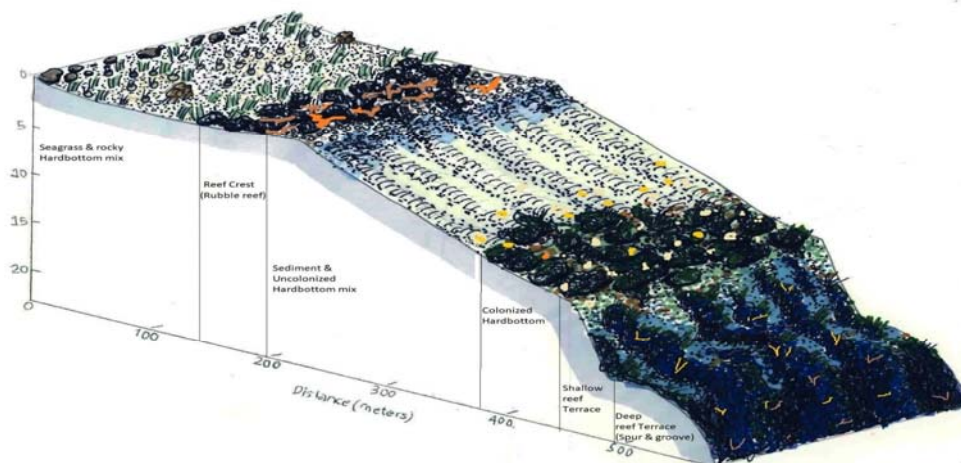 0
5
10
15
20
Seagrass & rocky
Hardbottom mix
Reef Crest
(Rubble reef)
Sediment &
Uncolonized
Hardbottom mix
Colonized
Hardbottom
Shallow
reef
Terrace
Deep
reef Terrace
(Spur & groove)
0
100
200
300
400
500
Distance (meters)